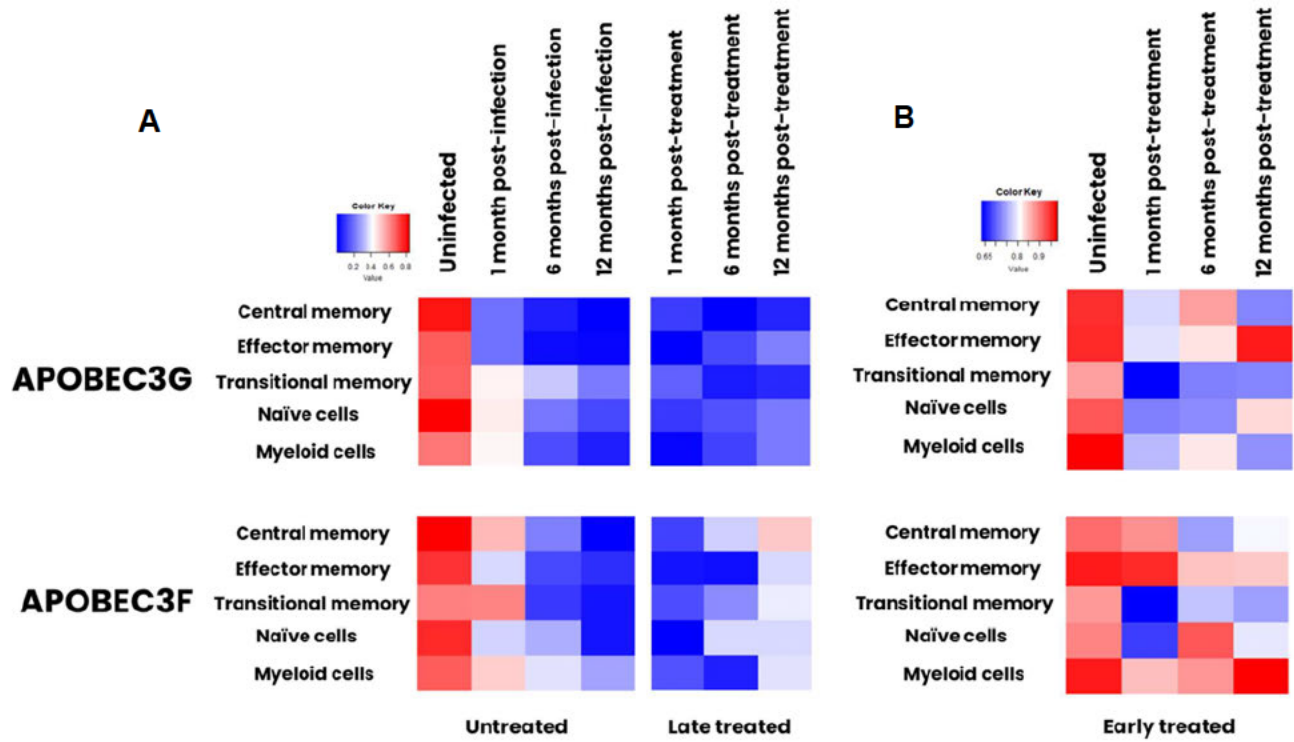 A
B
Color Key
0.2 0.4 0.6 0.8
Value
Uninfected
1 month post-infection
6 months post-infection
12 months post-infection
1 month post-treatment
6 months post-treatment
12 months post-treatment
Color Key
0.65 0.8 0.9
Value
Uninfected
1 month post-treatment
6 months post-treatment
12 months post-treatment
APOBEC3G
Central memory
Effector memory
Transitional memory
Naïve cells
Myeloid cells
Central memory
Effector memory
Transitional memory
Naïve cells
Myeloid cells
APOBEC3F
Central memory
Effector memory
Transitional memory
Naïve cells
Myeloid cells
Central memory
Effector memory
Transitional memory
Naïve cells
Myeloid cells
Untreated
Late treated
Early treated